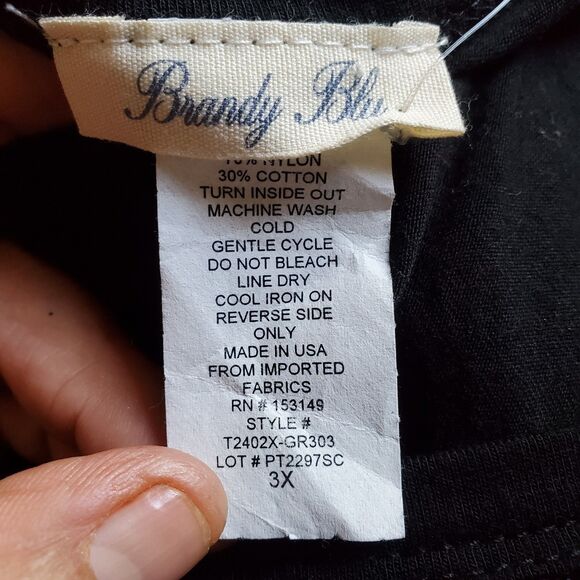 Brandy Blu
NYLON
30% COTTON
TURN INSIDE OUT
MACHINE WASH
COLD
GENTLE CYCLE
DO NOT BLEACH
LINE DRY
COOL IRON ON
REVERSE SIDE
ONLY
MADE IN USA
FROM IMPORTED
FABRICS
RN # 153149
STYLE #
T2402X-GR303
LOT # PT2297SC
3X